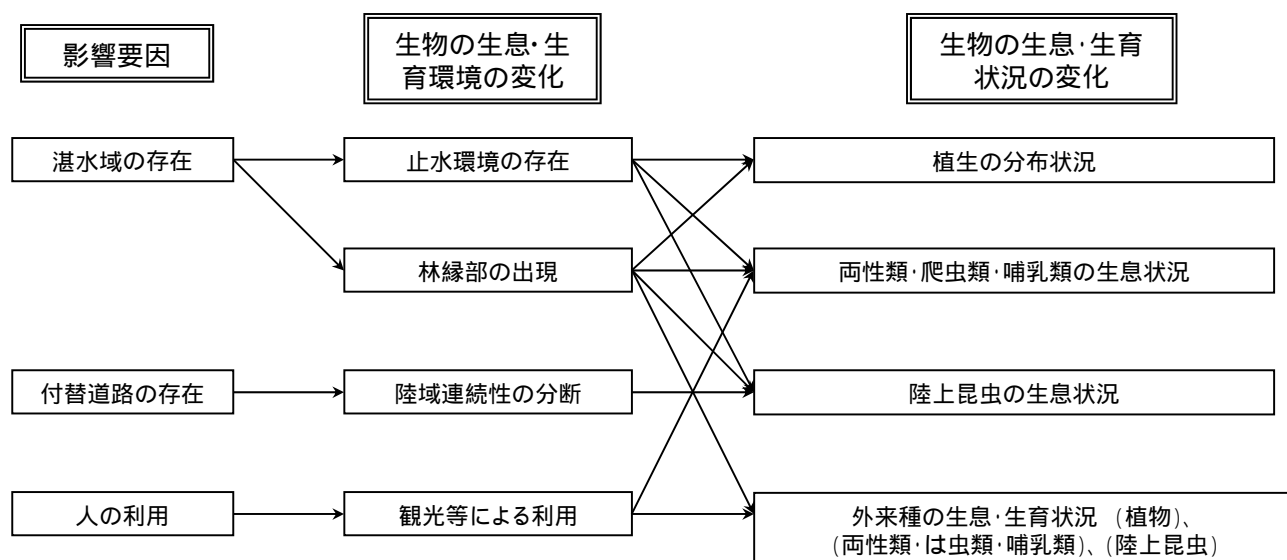 影響要因
生物の生息・生
育環境の変化
生物の生息・生育
状況の変化
湛水域の存在
止水環境の存在
植生の分布状況
林縁部の出現
両性類・爬虫類・哺乳類の生息状況
付替道路の存在
陸域連続性の分断
陸上昆虫の生息状況
人の利用
観光等による利用
外来種の生息・生育状況 (植物)、
(両性類・は虫類・哺乳類)、(陸上昆虫)